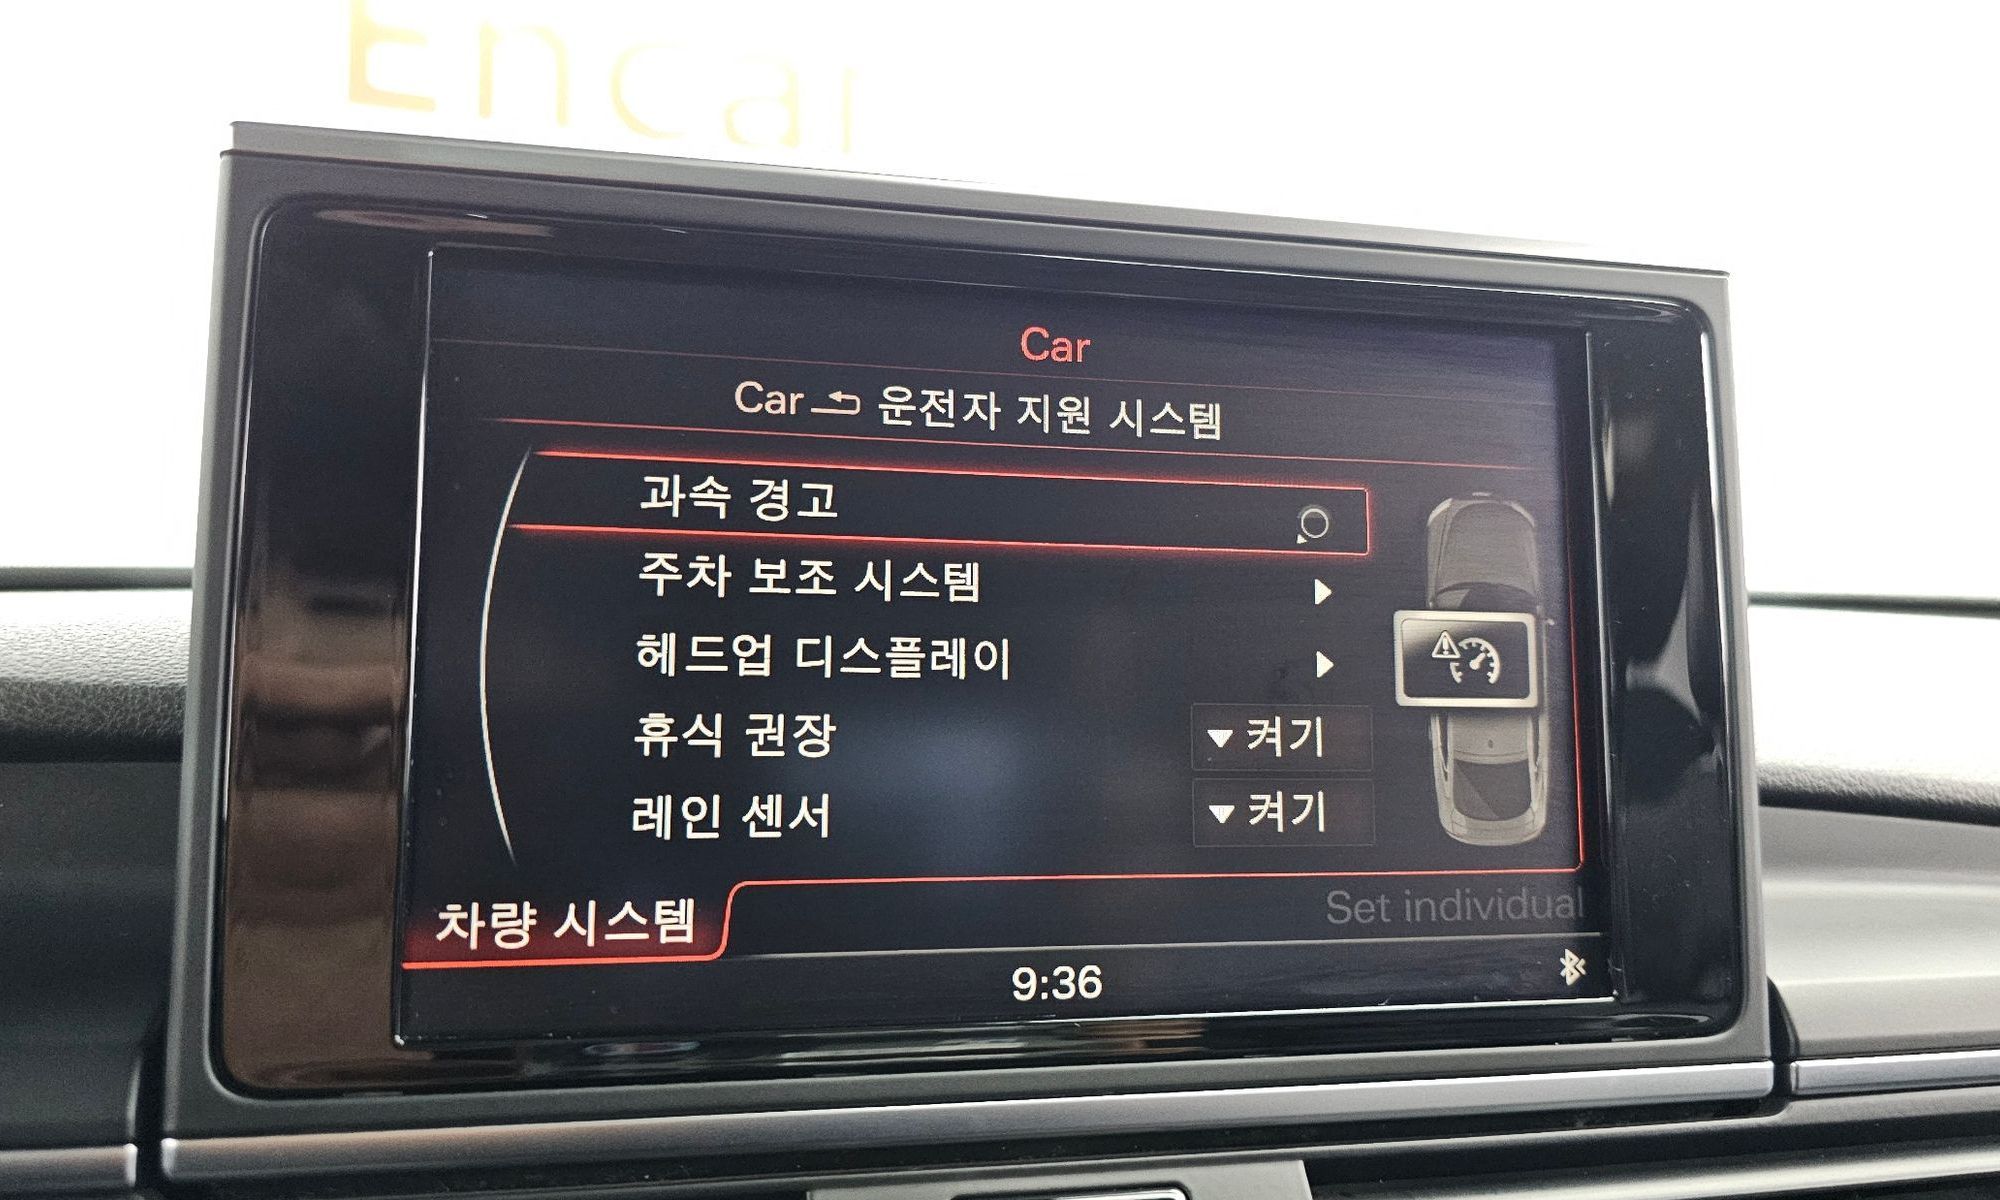 Encar
Car
Car 운전자 지원 시스템
과속 경고
주차 보조 시스템
헤드업 디스플레이
휴식 권장 켜기
레인 센서 켜기
차량 시스템
Set individual
9:36